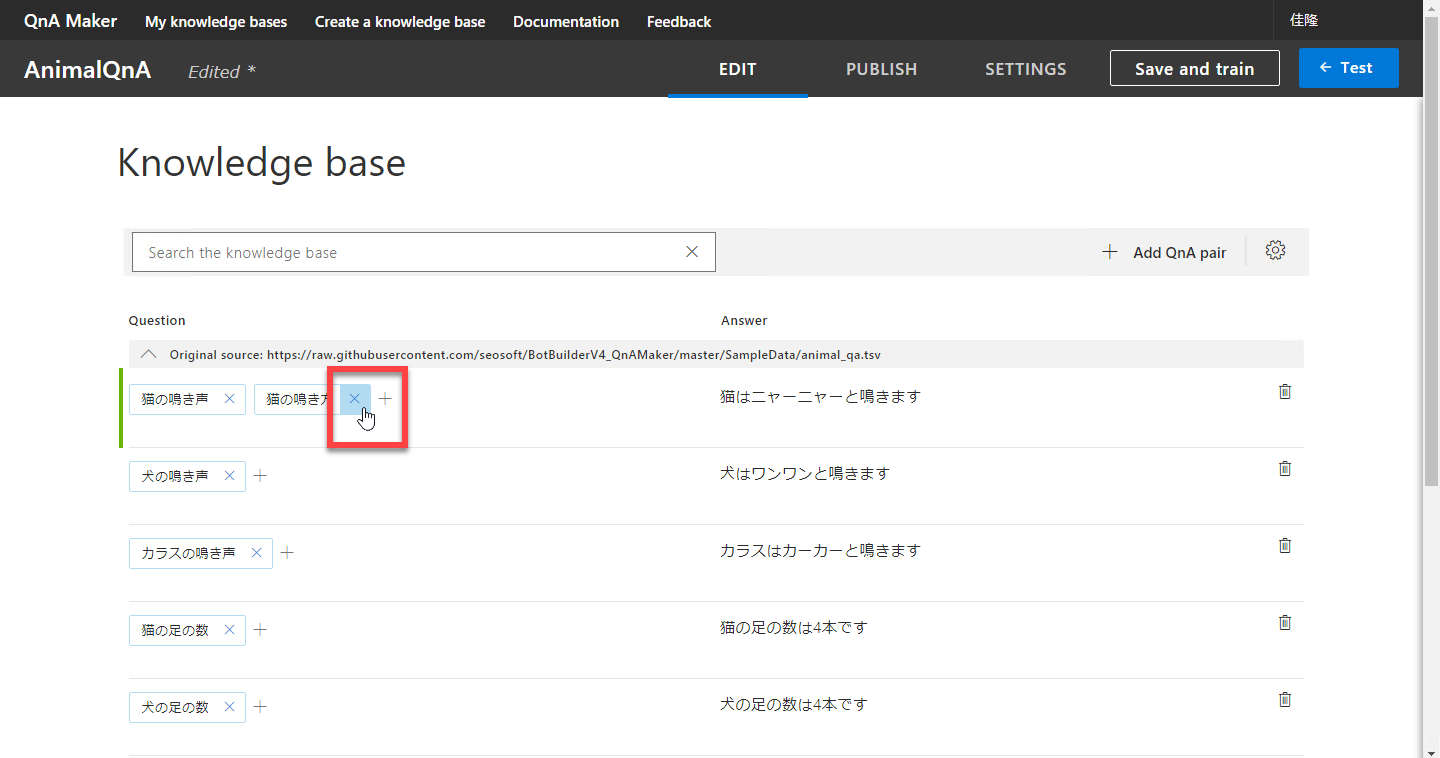 QnA Maker My knowledge bases Create a knowledge base Documentation Feedback 佳隆
AnimalQnA Edited * EDIT PUBLISH SETTINGS Save and train ← Test
Knowledge base
Search the knowledge base Add QnA pair
Question Answer
Original source: https://raw.githubusercontent.com/seosoft/BotBuilderV4_QnAMaker/master/SampleData/animal_qa.tsv
猫の鳴き声 猫の鳴き方 猫はニャーニャーと鳴きます
犬の鳴き声 犬はワンワンと鳴きます
カラスの鳴き声 カラスはカーカーと鳴きます
猫の足の数 猫の足の数は4本です
犬の足の数 犬の足の数は4本です